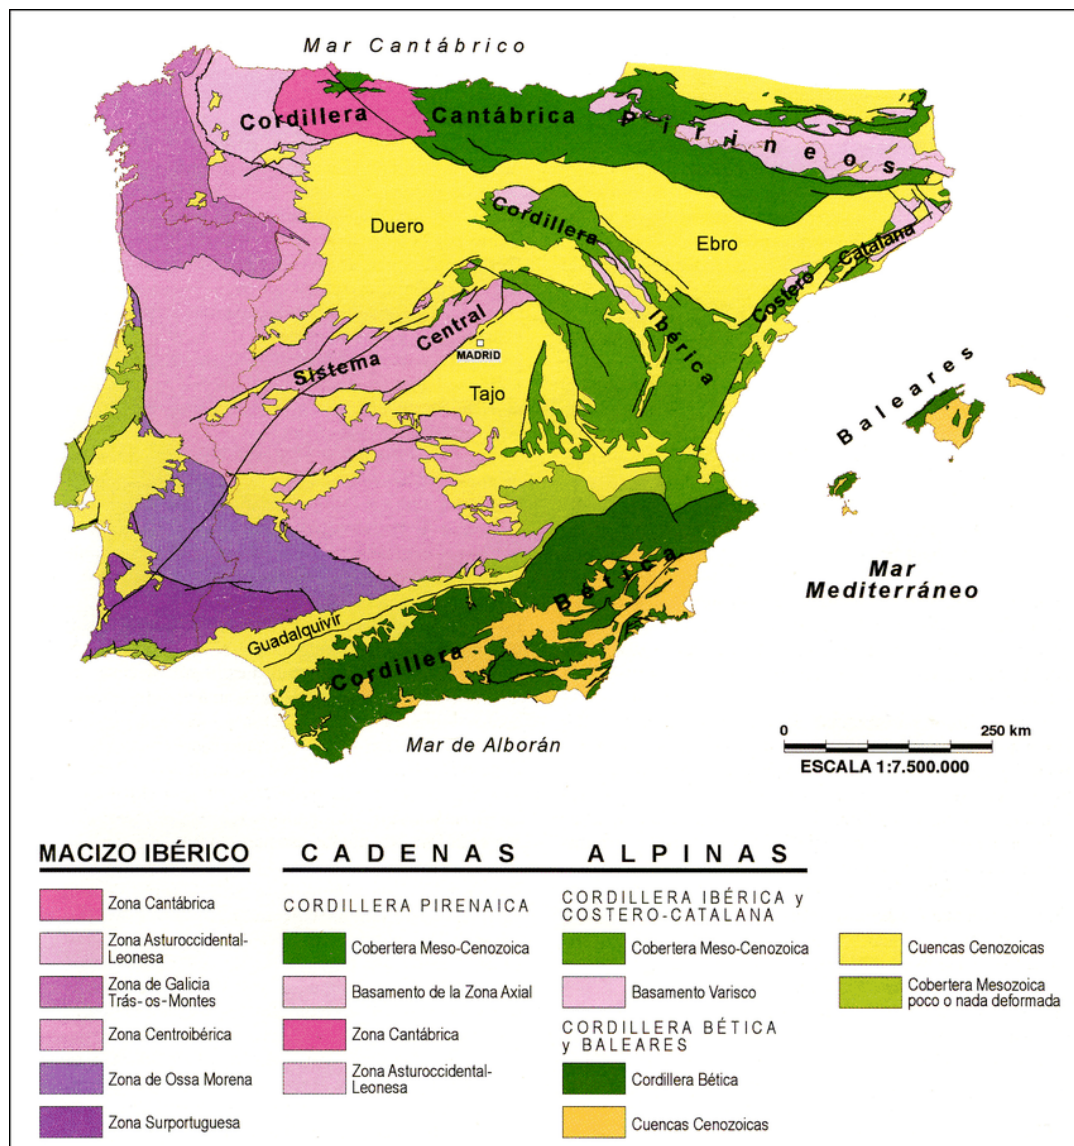 Mar Cantábrico
Cordillera
Cantábrica
Pirineos
Duero
Cordillera
Ibérica
Ebro
Costero
Catalana
Sistema
Central
MADRID
Tajo
Baleares
Mar
Mediterráneo
Guadalquivir
Cordillera
Bética
Mar de Alborán
0 250 km
ESCALA 1:7.500.000
MACIZO IBÉRICO
Zona Cantábrica
Zona Asturoccidental-
Leonesa
Zona de Galicia
Trás-os-Montes
Zona Centroibérica
Zona de Ossa Morena
Zona Surportuguesa
CADENAS ALPINAS
CORDILLERA PIRENAICA
Cobertera Meso-Cenozoica
Basamento de la Zona Axial
Zona Cantábrica
Zona Asturoccidental-
Leonesa
CORDILLERA IBÉRICA y
COSTERO-CATALANA
Cobertera Meso-Cenozoica
Basamento Varisco
CORDILLERA BÉTICA
y BALEARES
Cordillera Bética
Cuencas Cenozoicas
Cuencas Cenozoicas
Cobertera Mesozoica
poco o nada deformada